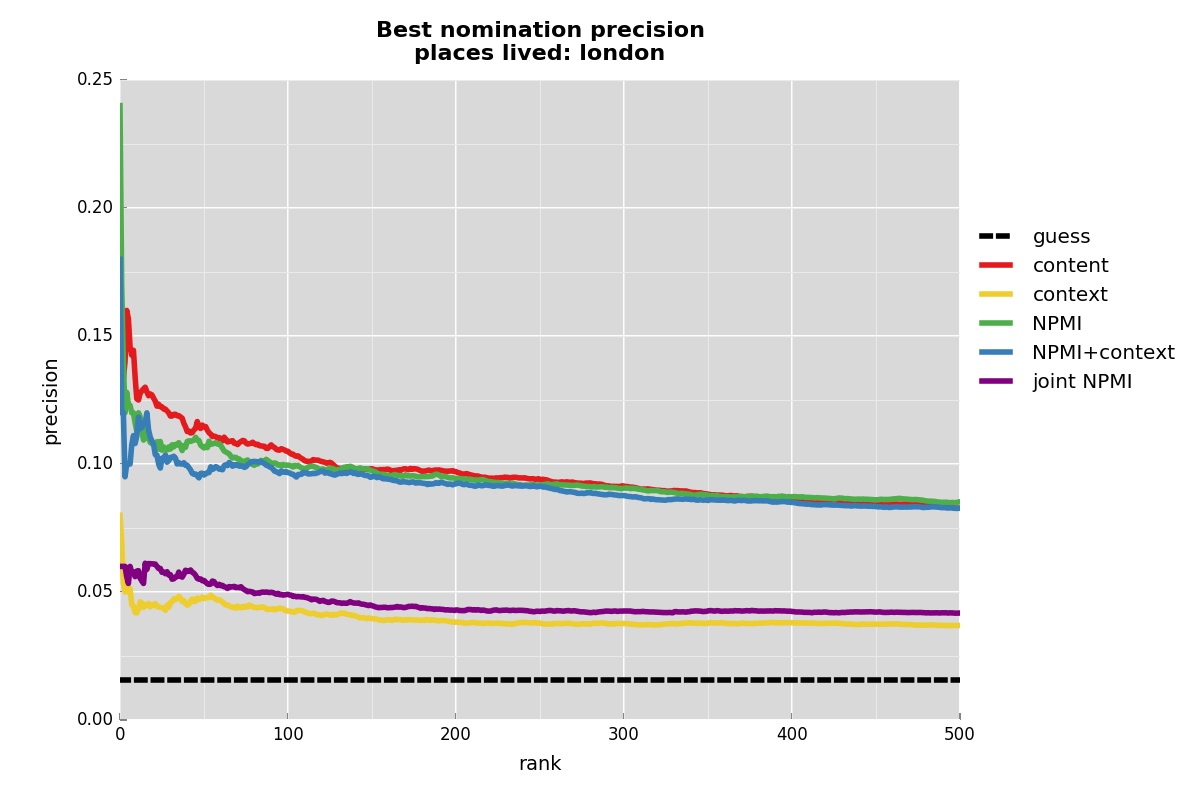 Best nomination precision
places lived: london
0.25
0.20
0.15
0.10
0.05
0.00
precision
0
100
200
300
400
500
rank
guess
content
context
NPMI
NPMI+context
joint NPMI